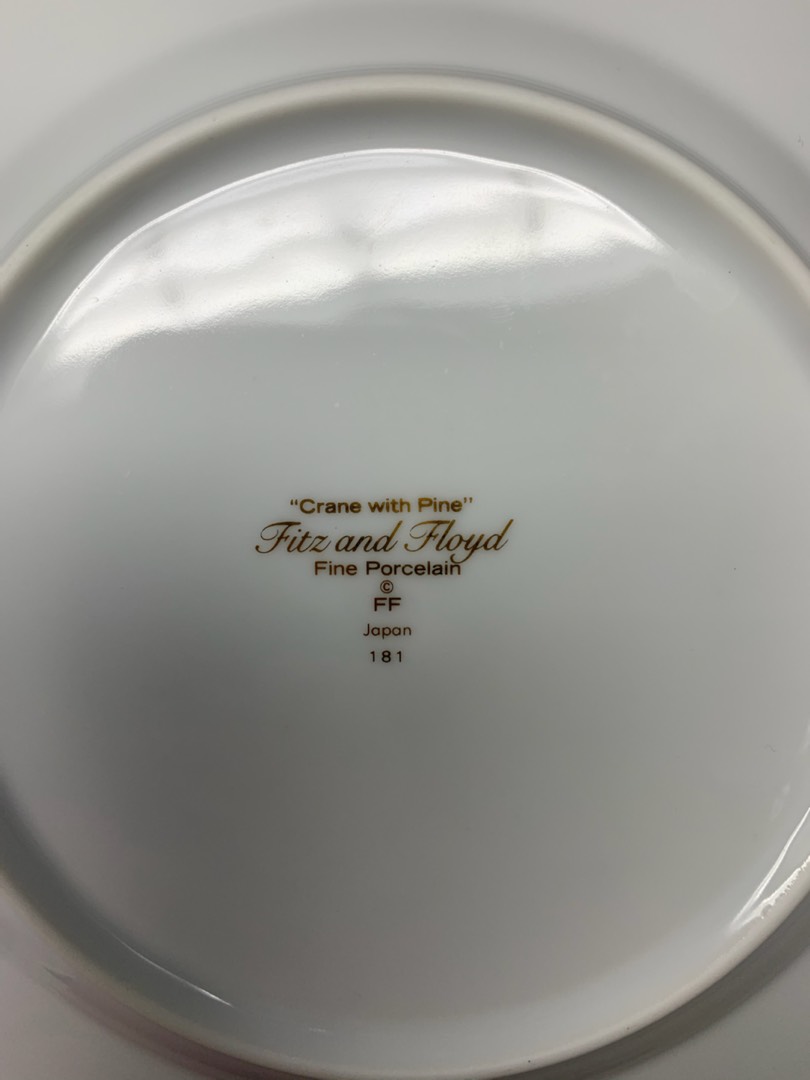 “Crane with Pine”
Fitz and Floyd
Fine Porcelain
©
FF
Japan
181